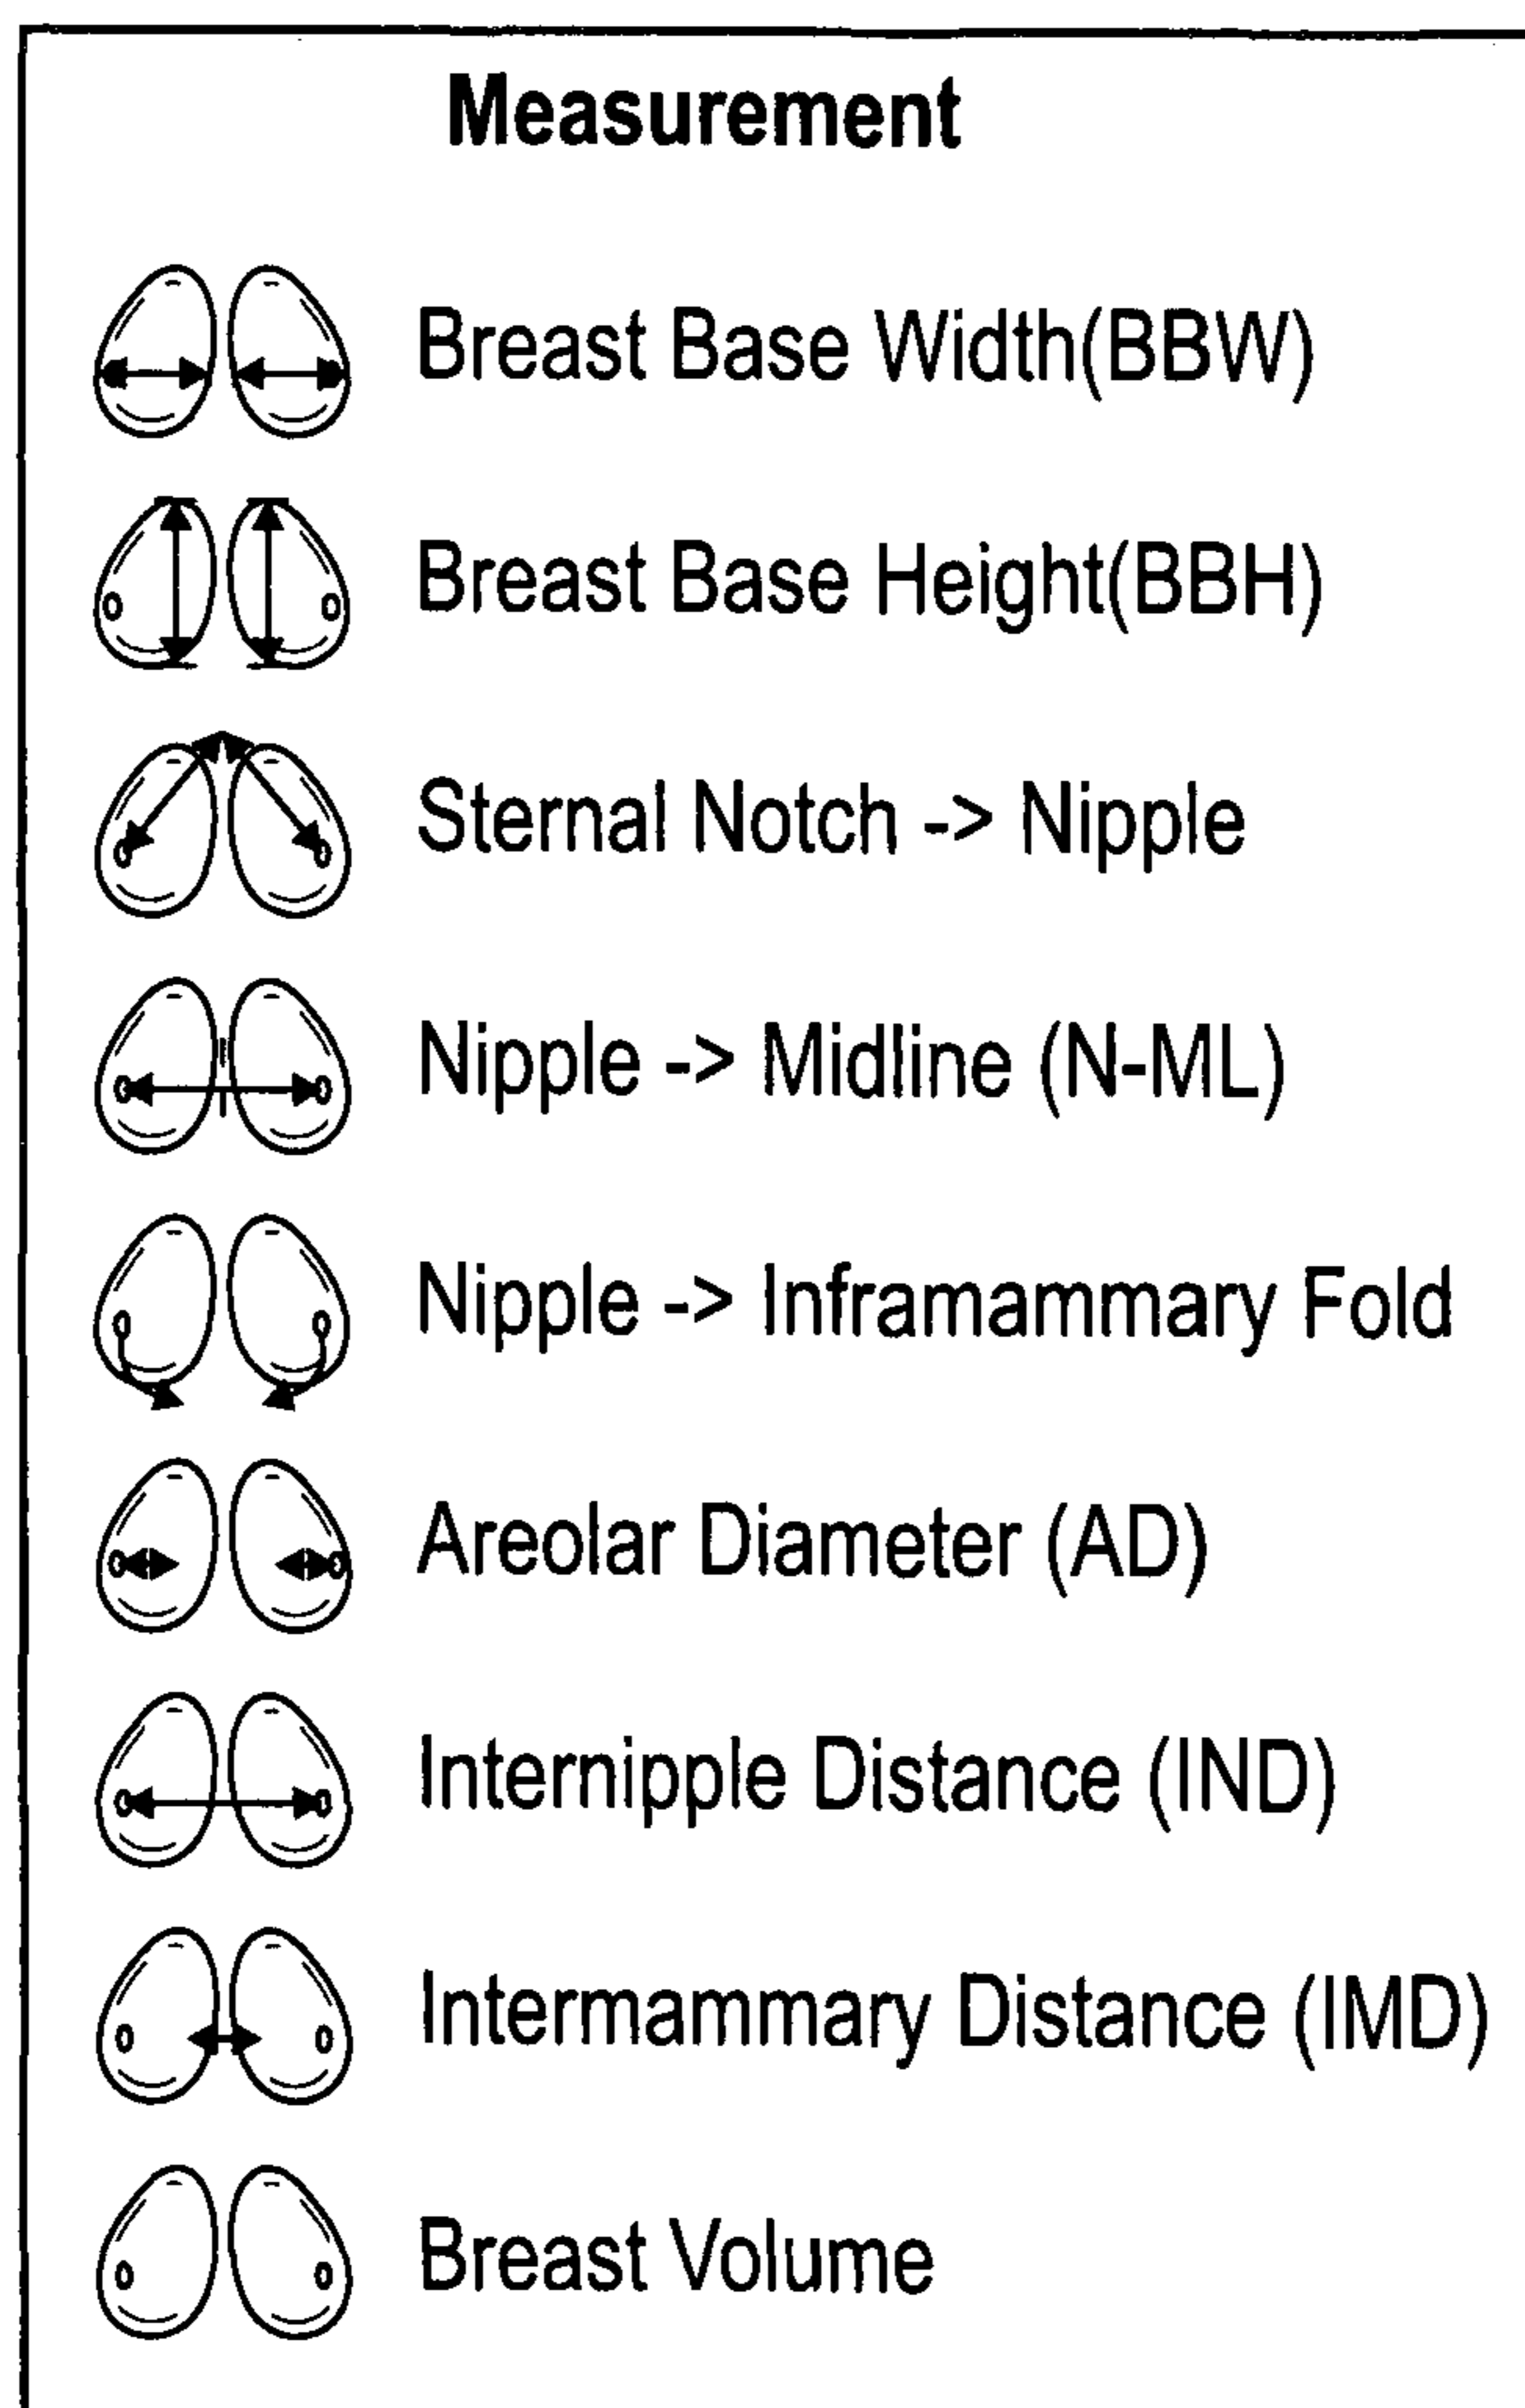 Measurement
Breast Base Width(BBW)
Breast Base Height(BBH)
Sternal Notch -> Nipple
Nipple -> Midline (N-ML)
Nipple -> Inframammary Fold
Areolar Diameter (AD)
Internipple Distance (IND)
Intermammary Distance (IMD)
Breast Volume